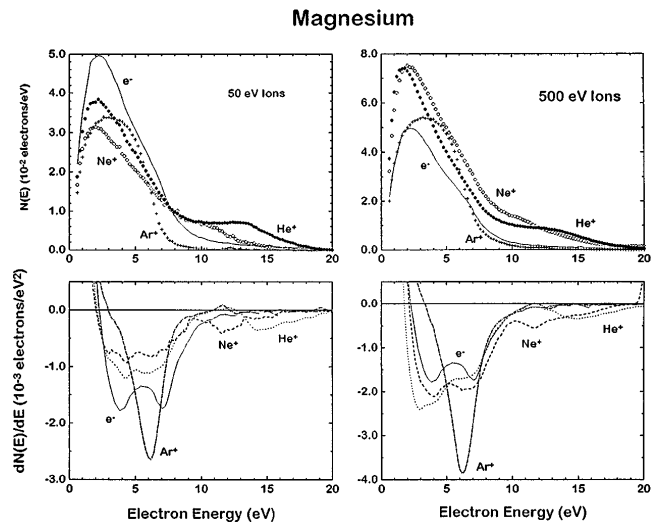 Magnesium
N(E) (10⁻² electrons/eV)
5.0
4.0
3.0
2.0
1.0
0.0
e⁻
50 eV Ions
Ne⁺
Ar⁺
He⁺
0 5 10 15 20
8.0
6.0
4.0
2.0
0.0
500 eV Ions
e⁻
Ne⁺
He⁺
Ar⁺
0 5 10 15 20
dN(E)/dE (10⁻³ electrons/eV²)
0.0
-1.0
-2.0
-3.0
Ne⁺
He⁺
e⁻
Ar⁺
0 5 10 15 20
Electron Energy (eV)
0.0
-1.0
-2.0
-3.0
-4.0
e⁻
Ne⁺
He⁺
Ar⁺
0 5 10 15 20
Electron Energy (eV)